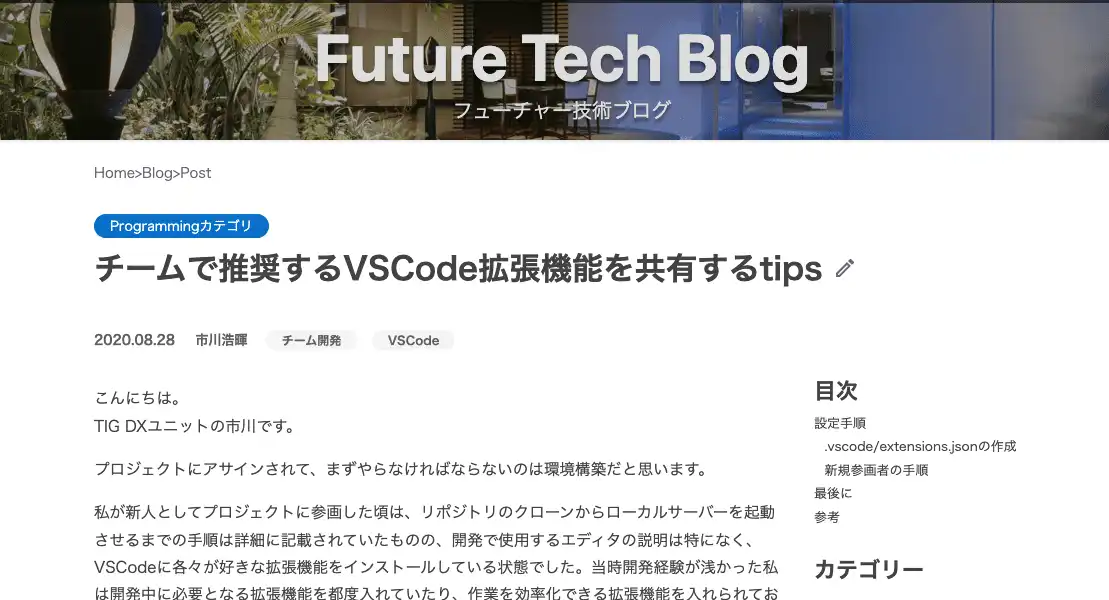 Future Tech Blog
フューチャー技術ブログ
Home>Blog>Post
Programmingカテゴリ
チームで推奨するVSCode拡張機能を共有するtips
2020.08.28 市川浩暉 チーム開発 VSCode
こんにちは。
TIG DXユニットの市川です。
プロジェクトにアサインされて、まずやらなければならないのは環境構築だと思います。
私が新人としてプロジェクトに参画した頃は、リポジトリのクローンからローカルサーバーを起動
させるまでの手順は詳細に記載されていたものの、開発で使用するエディタの説明は特になく、
VSCodeに各々が好きな拡張機能をインストールしている状態でした。当時開発経験が浅かった私
は開発中に必要となる拡張機能を都度入れていたり、作業を効率化できる拡張機能を入れられてお
目次
設定手順
.vscode/extensions.jsonの作成
新規参画者の手順
最後に
参考
カテゴリー